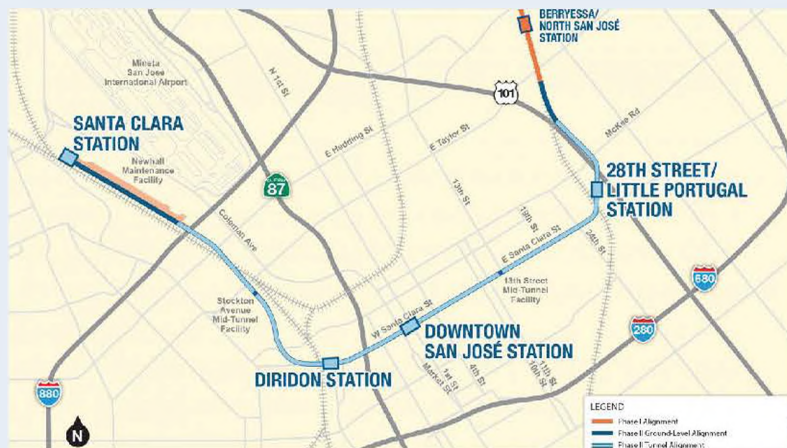 BERRYESSA/
NORTH SAN JOSÉ
STATION
Mineta
San Jose
International Airport
N 1st St
101
McKee Rd
E Hedding St
E Taylor St
SANTA CLARA
STATION
Newhall
Maintenance
Facility
87
28TH STREET/
LITTLE PORTUGAL
STATION
13th St
19th St
24th St
Coleman Ave
E Santa Clara St
680
Stockton
Avenue
Mid-Tunnel
Facility
13th Street
Mid-Tunnel
Facility
W Santa Clara St
280
DOWNTOWN
SAN JOSÉ STATION
DIRIDON STATION
1st St
Market St
4th St
11th St
10th St
880
N
LEGEND
Phase I Alignment
Phase II Ground-Level Alignment
Phase II Tunnel Alignment